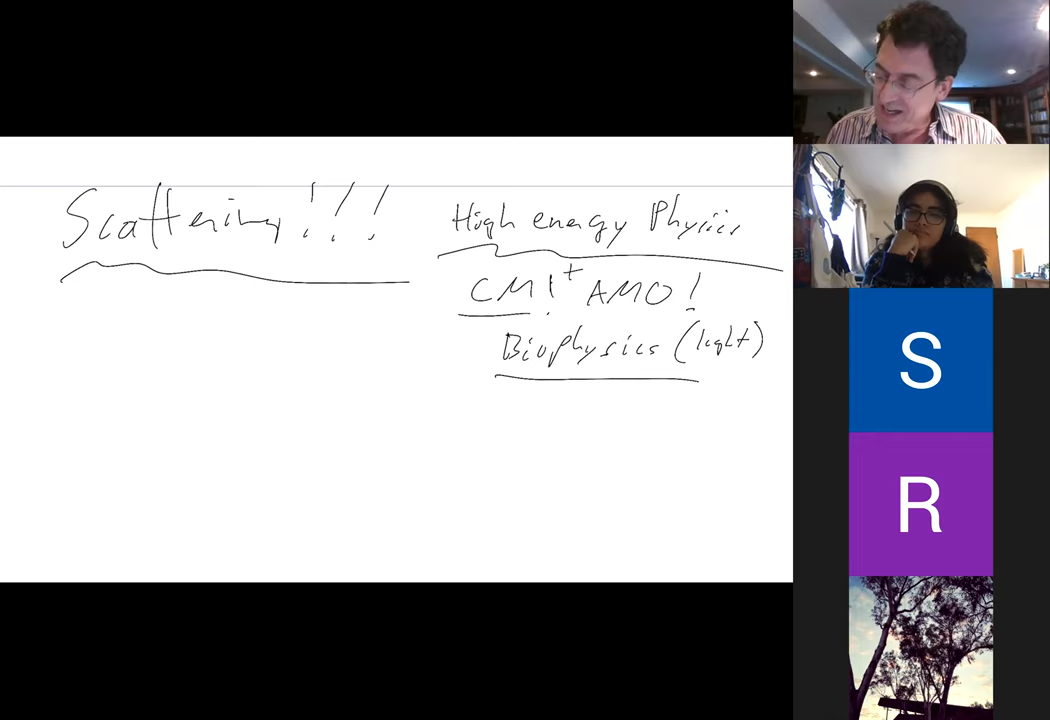 Scattering!!!
High energy Physics
CM! + AMO!
Biophysics (light)
S
R